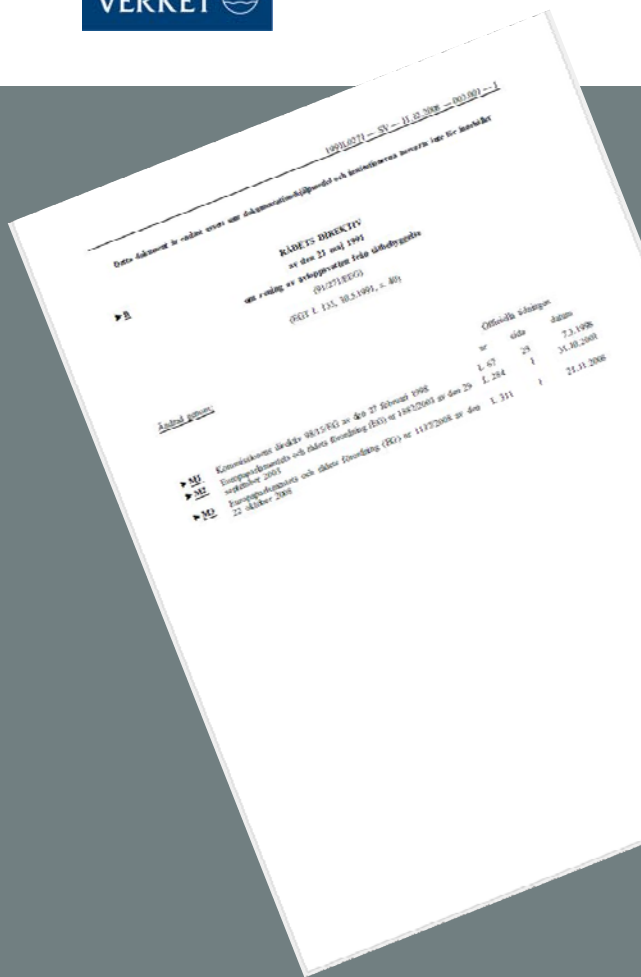 VERKET
1991L0271 — SV — 11.12.2008 — 003.001 — 1
Detta dokument är endast avsett som dokumentationshjälpmedel och institutionerna ansvarar inte för innehållet
►B
RÅDETS DIREKTIV
av den 21 maj 1991
om rening av avloppsvatten från tätbebyggelse
(91/271/EEG)
(EGT L 135, 30.5.1991, s. 40)
Ändrad genom:
Officiella tidningen
nr sida datum
►M1 Kommissionens direktiv 98/15/EG av den 27 februari 1998 L 67 29 7.3.1998
►M2 Europaparlamentets och rådets förordning (EG) nr 1882/2003 av den 29 L 284 1 31.10.2003
september 2003
►M3 Europaparlamentets och rådets förordning (EG) nr 1137/2008 av den L 311 1 21.11.2008
22 oktober 2008